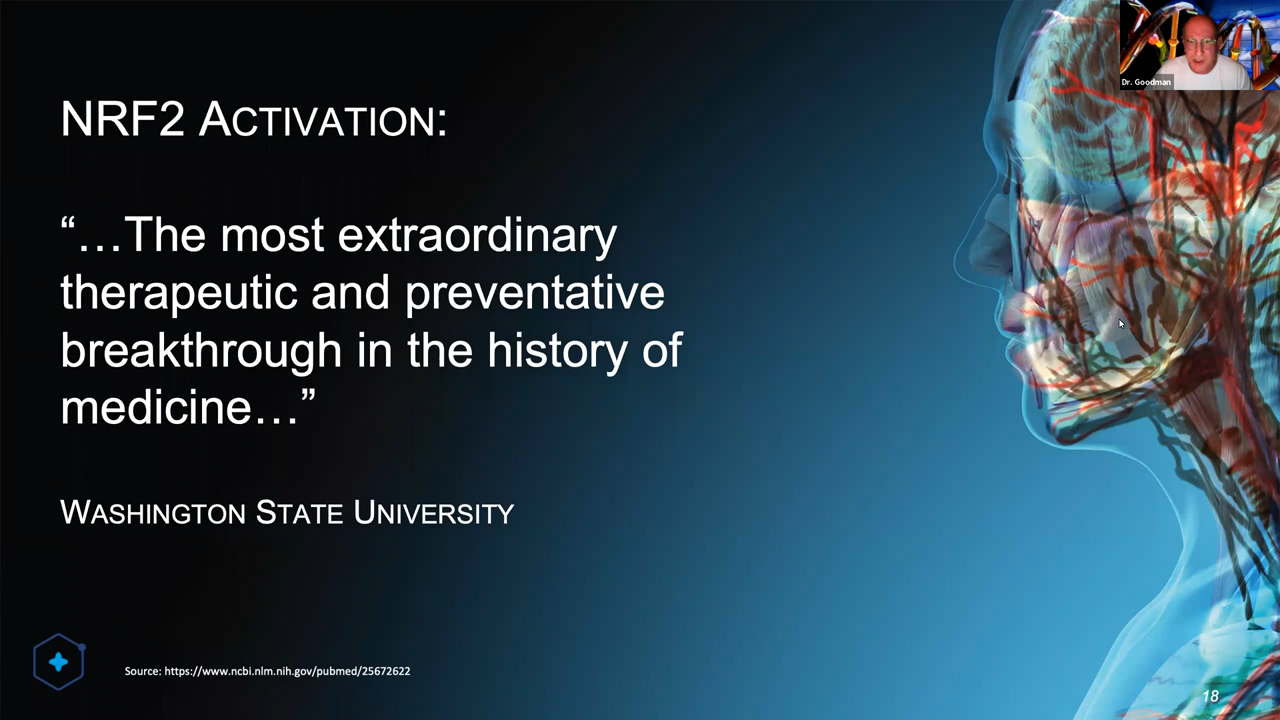 Dr. Goodman
NRF2 ACTIVATION:
“…The most extraordinary
therapeutic and preventative
breakthrough in the history of
medicine…”
WASHINGTON STATE UNIVERSITY
Source: https://www.ncbi.nlm.nih.gov/pubmed/25672622
18